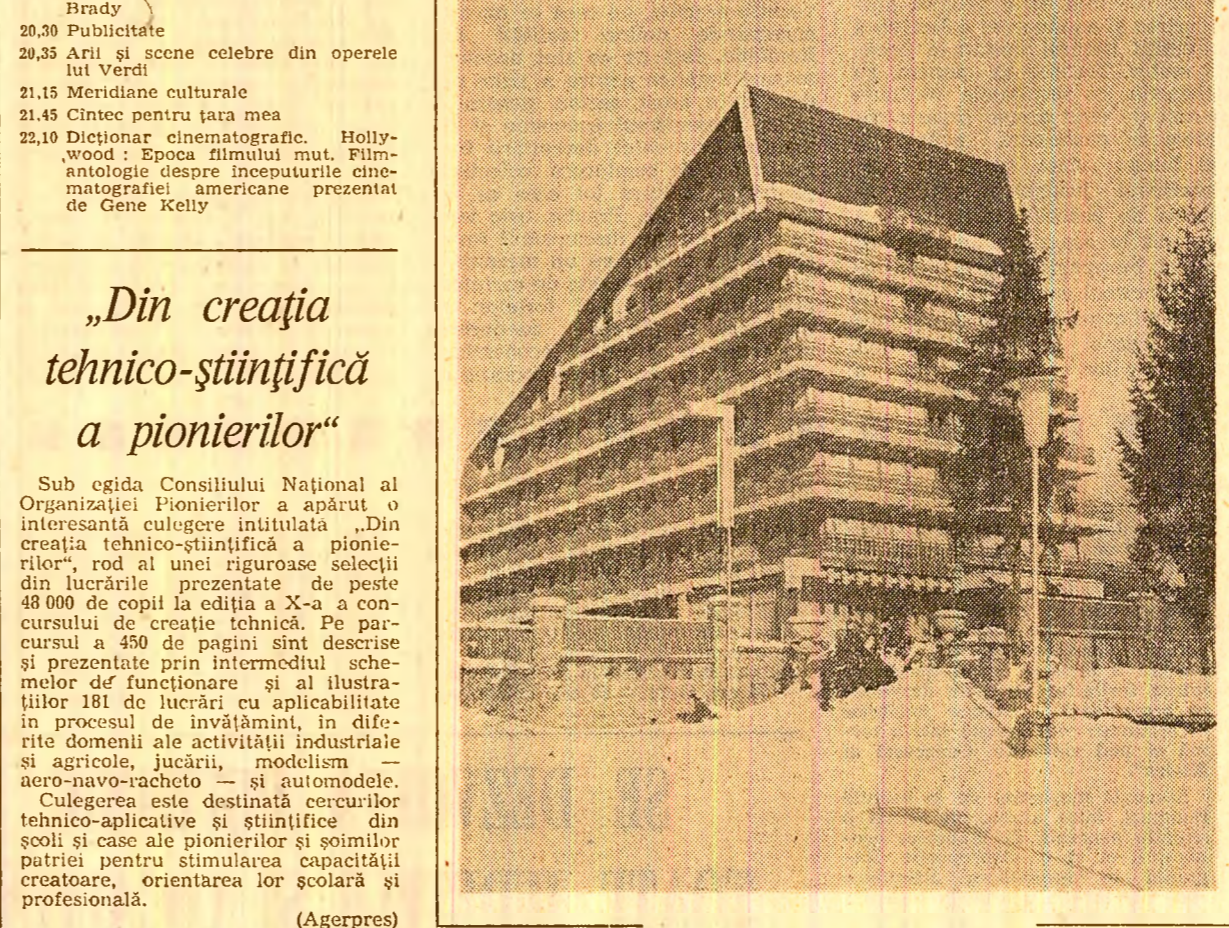 Brady
20,30 Publicitate
20,35 Arii și scene celebre din operele
lui Verdi
21,15 Meridiane culturale
21,45 Cîntec pentru țara mea
22,10 Dicționar cinematografic. Holly-
wood : Epoca filmului mut. Film-
antologie despre începuturile cine-
matografiei americane prezentat
de Gene Kelly
„Din creația
tehnico-științifică
a pionierilor“
Sub egida Consiliului Național al
Organizației Pionierilor a apărut o
interesantă culegere intitulată „Din
creația tehnico-științifică a pionie-
rilor“, rod al unei riguroase selecții
din lucrările prezentate de peste
48 000 de copii la ediția a X-a a con-
cursului de creație tehnică. Pe par-
cursul a 450 de pagini sînt descrise
și prezentate prin intermediul sche-
melor de funcționare și al ilustra-
țiilor 181 de lucrări cu aplicabilitate
în procesul de învățămînt, în dife-
rite domenii ale activității industriale
și agricole, jucării, modelism —
aero-navo-racheto — și automodele.
Culegerea este destinată cercurilor
tehnico-aplicative și științifice din
școli și case ale pionierilor și șoimilor
patriei pentru stimularea capacității
creatoare, orientarea lor școlară și
profesională.
(Agerpres)